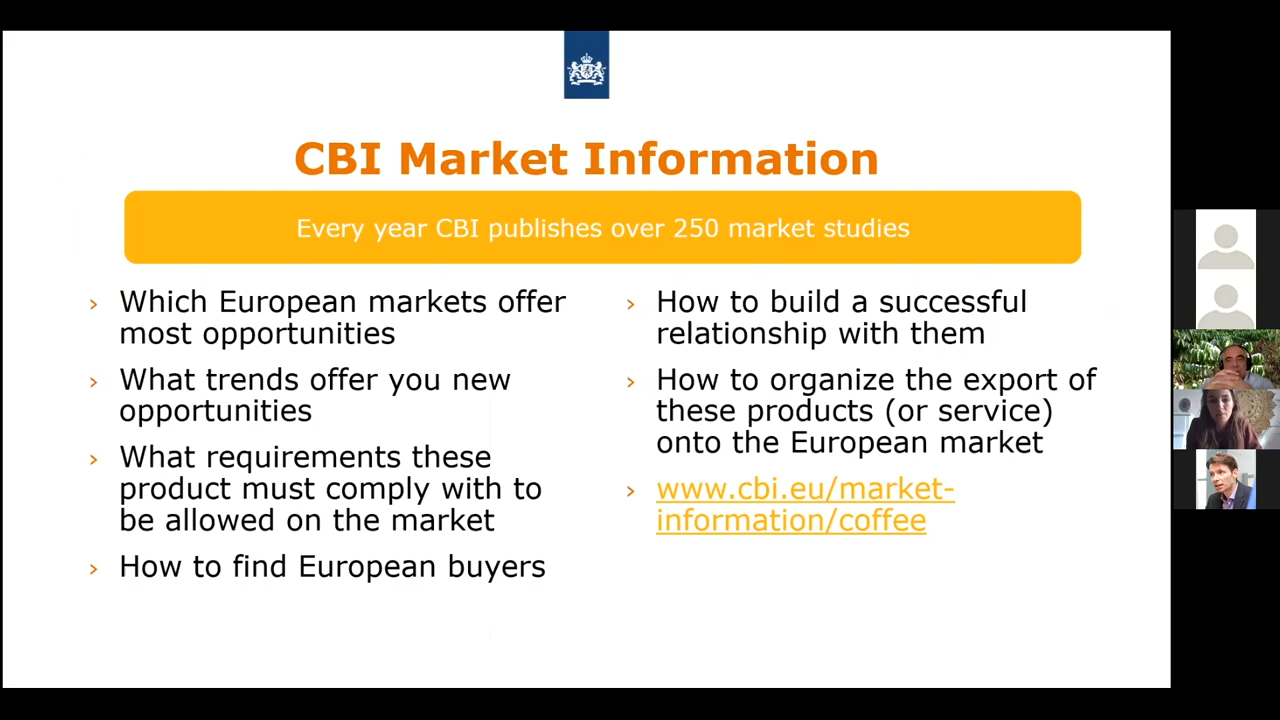 CBI Market Information
Every year CBI publishes over 250 market studies
› Which European markets offer
most opportunities
› What trends offer you new
opportunities
› What requirements these
product must comply with to
be allowed on the market
› How to find European buyers
› How to build a successful
relationship with them
› How to organize the export of
these products (or service)
onto the European market
› www.cbi.eu/market-
information/coffee